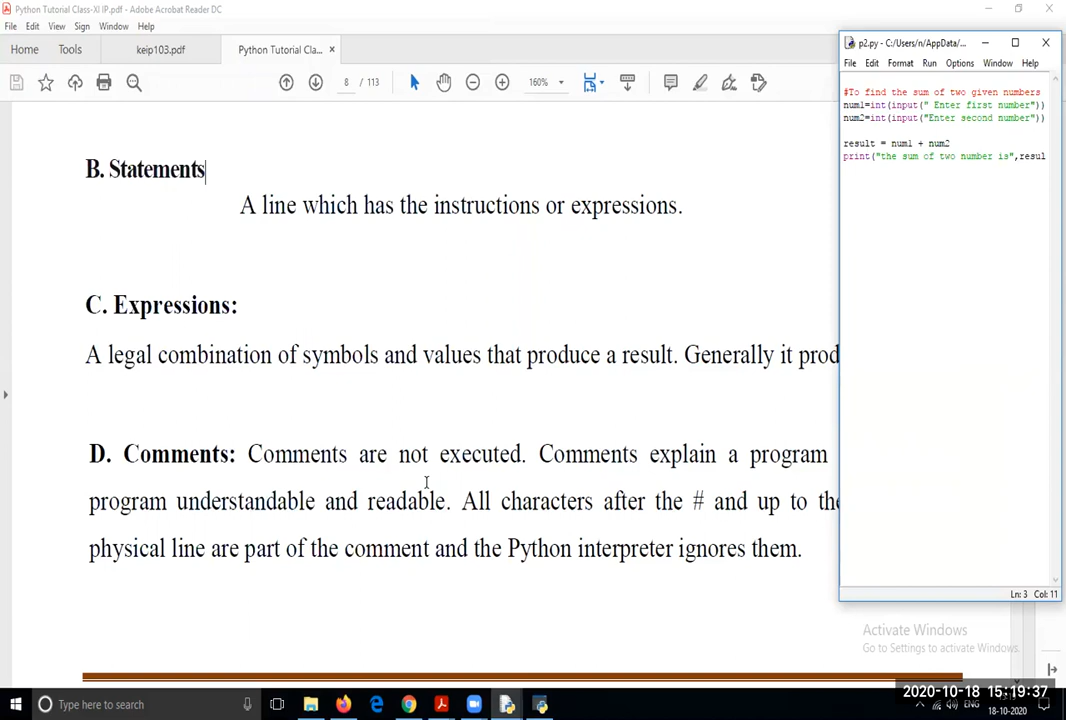 Python Tutorial Class-XI IP.pdf - Adobe Acrobat Reader DC
File Edit View Sign Window Help
Home Tools keip103.pdf Python Tutorial Cla... ×
8 / 113 160%
B. Statements
A line which has the instructions or expressions.
C. Expressions:
A legal combination of symbols and values that produce a result. Generally it prod
D. Comments: Comments are not executed. Comments explain a program
program understandable and readable. All characters after the # and up to the
physical line are part of the comment and the Python interpreter ignores them.
p2.py - C:/Users/n/AppData/...
File Edit Format Run Options Window Help
#To find the sum of two given numbers
num1=int(input(" Enter first number"))
num2=int(input("Enter second number"))
result = num1 + num2
print("the sum of two number is",resul
Ln: 3 Col: 11
Activate Windows
Go to Settings to activate Windows.
Type here to search
2020-10-18 15:19:37
ENG
18-10-2020